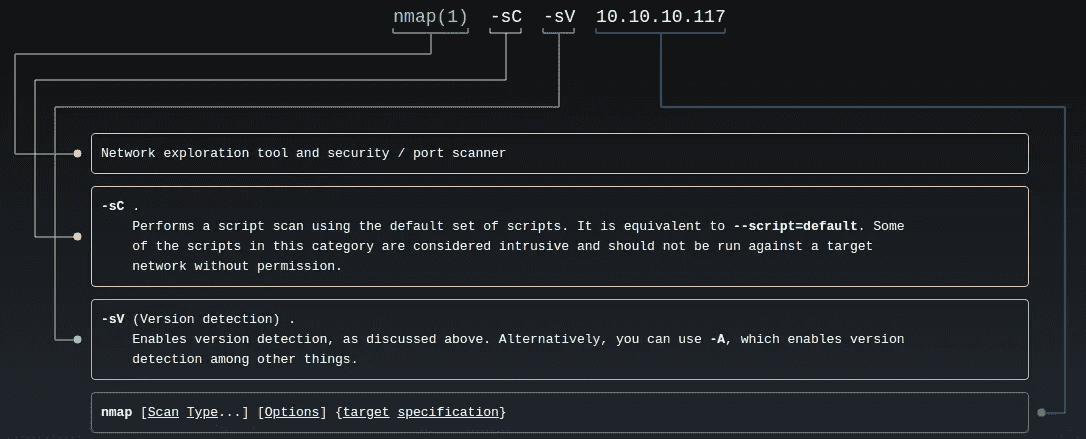 nmap(1) -sC -sV 10.10.10.117
Network exploration tool and security / port scanner
-sC .
Performs a script scan using the default set of scripts. It is equivalent to --script=default. Some
of the scripts in this category are considered intrusive and should not be run against a target
network without permission.
-sV (Version detection) .
Enables version detection, as discussed above. Alternatively, you can use -A, which enables version
detection among other things.
nmap [Scan Type...] [Options] {target specification}